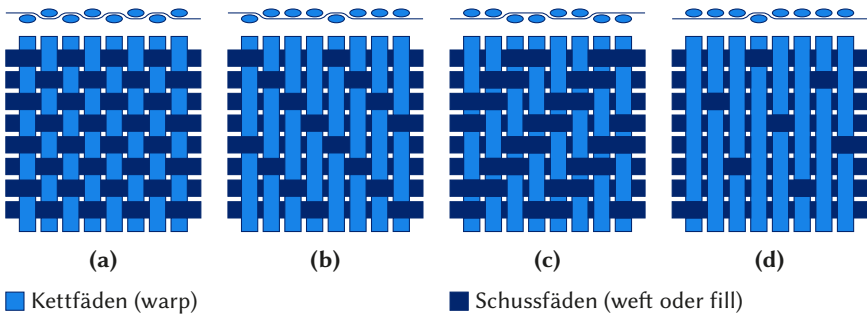 (a) (b) (c) (d)
Kettfäden (warp) Schussfäden (weft oder fill)